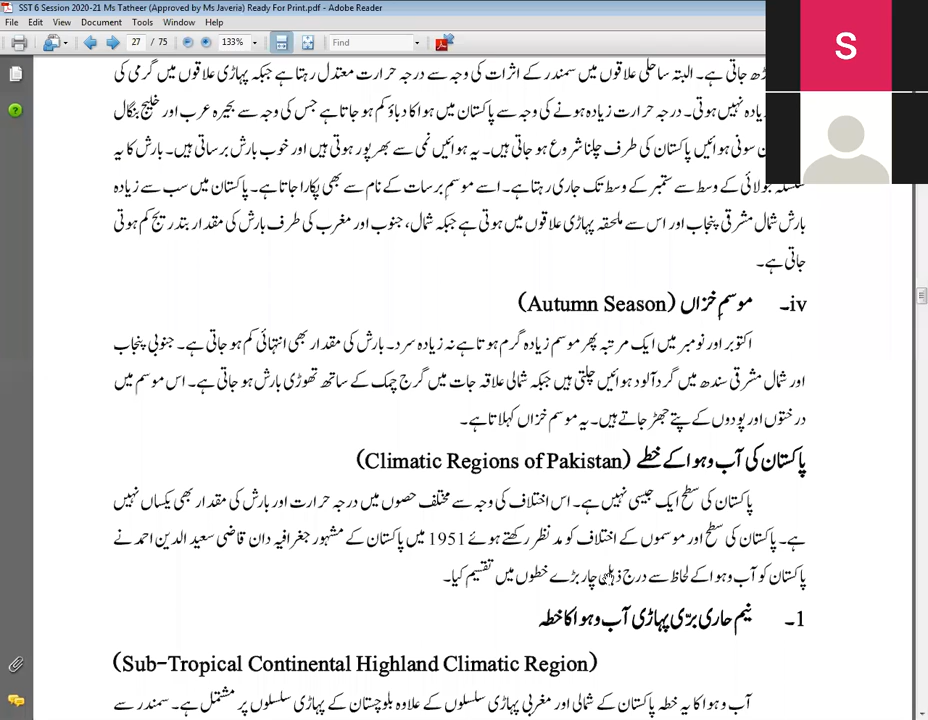 SST 6 Session 2020-21 Ms Tatheer (Approved by Ms Javeria) Ready For Print.pdf - Adobe Reader
File Edit View Document Tools Window Help
27 / 75 133% Find
S
جاتی ہے۔ البتہ ساحلی علاقوں میں سمندر کے اثرات کی وجہ سے درجہ حرارت معتدل رہتا ہے جبکہ پہاڑی علاقوں میں گرمی کی
زیادہ نہیں ہوتی۔ درجہ حرارت زیادہ ہونے کی وجہ سے پاکستان میں ہوا کا دباؤ کم ہو جاتا ہے جس کی وجہ سے بحیرہ عرب اور خلیج بنگال
سونی ہوائیں پاکستان کی طرف چلنا شروع ہو جاتی ہیں۔ یہ ہوائیں نمی سے بھرپور ہوتی ہیں اور خوب بارش برساتی ہیں۔ بارش کا یہ
سلسلہ جولائی کے وسط سے ستمبر کے وسط تک جاری رہتا ہے۔ اسے موسمِ برسات کے نام سے بھی پکارا جاتا ہے۔ پاکستان میں سب سے زیادہ
بارش شمال مشرقی پنجاب اور اس سے ملحقہ پہاڑی علاقوں میں ہوتی ہے جبکہ شمال، جنوب اور مغرب کی طرف بارش کی مقدار بتدریج کم ہوتی
جاتی ہے۔
iv۔ موسمِ خزاں (Autumn Season)
اکتوبر اور نومبر میں ایک مرتبہ پھر موسم زیادہ گرم ہوتا ہے نہ زیادہ سرد۔ بارش کی مقدار بھی انتہائی کم ہو جاتی ہے۔ جنوبی پنجاب
اور شمال مشرقی سندھ میں گرد آلود ہوائیں چلتی ہیں جبکہ شمالی علاقہ جات میں گرج چمک کے ساتھ تھوڑی بارش ہو جاتی ہے۔ اس موسم میں
درختوں اور پودوں کے پتے جھڑ جاتے ہیں۔ یہ موسم خزاں کہلاتا ہے۔
پاکستان کی آب و ہوا کے خطے (Climatic Regions of Pakistan)
پاکستان کی سطح ایک جیسی نہیں ہے۔ اس اختلاف کی وجہ سے مختلف حصوں میں درجہ حرارت اور بارش کی مقدار بھی یکساں نہیں
ہے۔ پاکستان کی سطح اور موسموں کے اختلاف کو مد نظر رکھتے ہوئے 1951 میں پاکستان کے مشہور جغرافیہ دان قاضی سعید الدین احمد نے
پاکستان کو آب و ہوا کے لحاظ سے درج ذیل چار بڑے خطوں میں تقسیم کیا۔
1۔ نیم حاری برّی پہاڑی آب و ہوا کا خطہ
(Sub-Tropical Continental Highland Climatic Region)
آب و ہوا کا یہ خطہ پاکستان کے شمالی اور مغربی پہاڑی سلسلوں کے علاوہ بلوچستان کے پہاڑی سلسلوں پر مشتمل ہے۔ سمندر سے